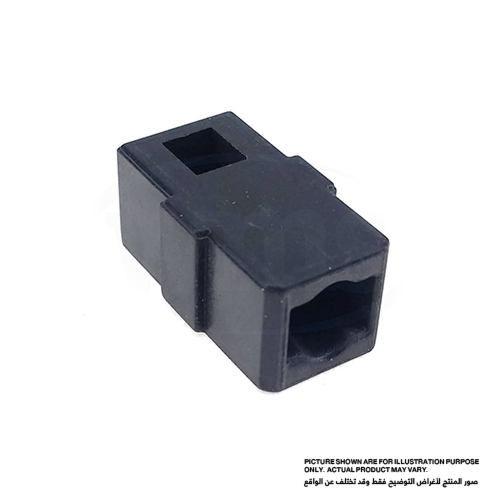 PICTURE SHOWN ARE FOR ILLUSTRATION PURPOSE
ONLY. ACTUAL PRODUCT MAY VARY.
صور المنتج لأغراض التوضيح فقط وقد تختلف عن الواقع